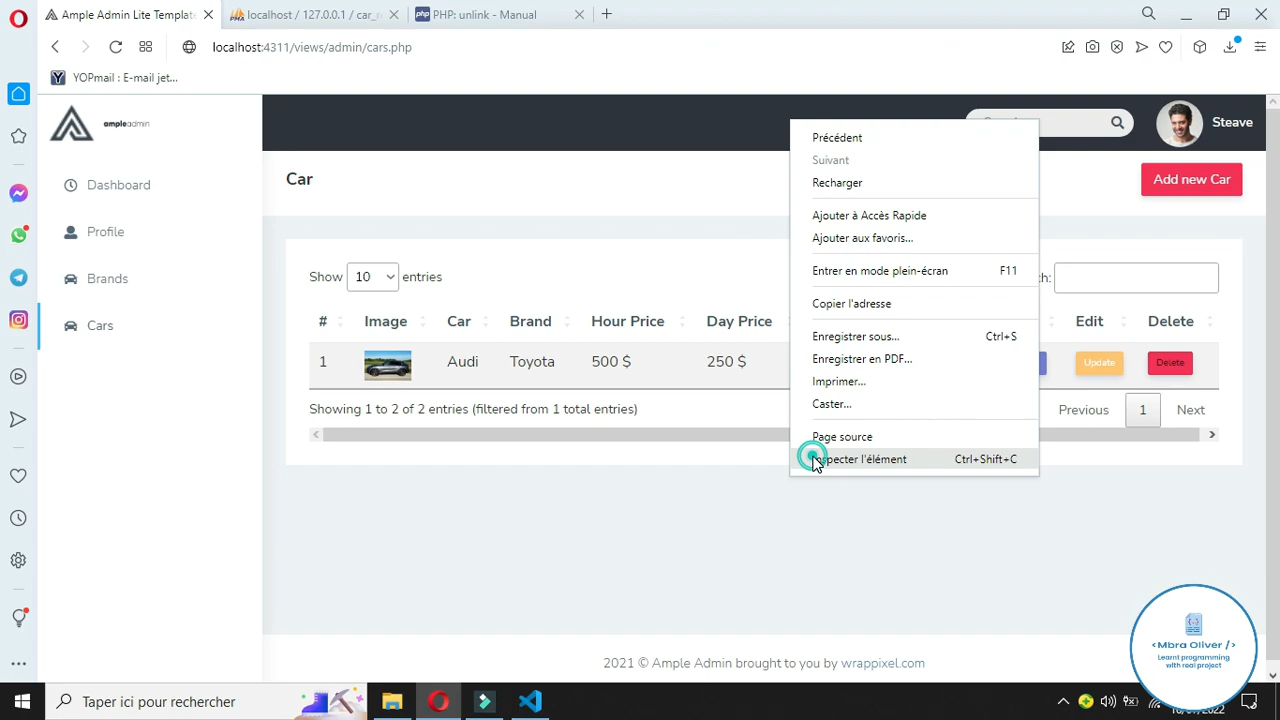 Ample Admin Lite Template
localhost / 127.0.0.1 / car_
php PHP: unlink - Manual
localhost:4311/views/admin/cars.php
YOPmail : E-mail jet...
ampleadmin
Steave
Dashboard
Profile
Brands
Cars
Car
Add new Car
Show 10 entries
# Image Car Brand Hour Price Day Price Edit Delete
1 Audi Toyota 500 $ 250 $ Update Delete
Showing 1 to 2 of 2 entries (filtered from 1 total entries)
Previous 1 Next
Précédent
Suivant
Recharger
Ajouter à Accès Rapide
Ajouter aux favoris...
Entrer en mode plein-écran F11
Copier l'adresse
Enregistrer sous... Ctrl+S
Enregistrer en PDF...
Imprimer...
Caster...
Page source
l'élément Ctrl+Shift+C
2021 © Ample Admin brought to you by wrappixel.com
<Mbra Oliver />
Learnt programming
with real project
Taper ici pour rechercher